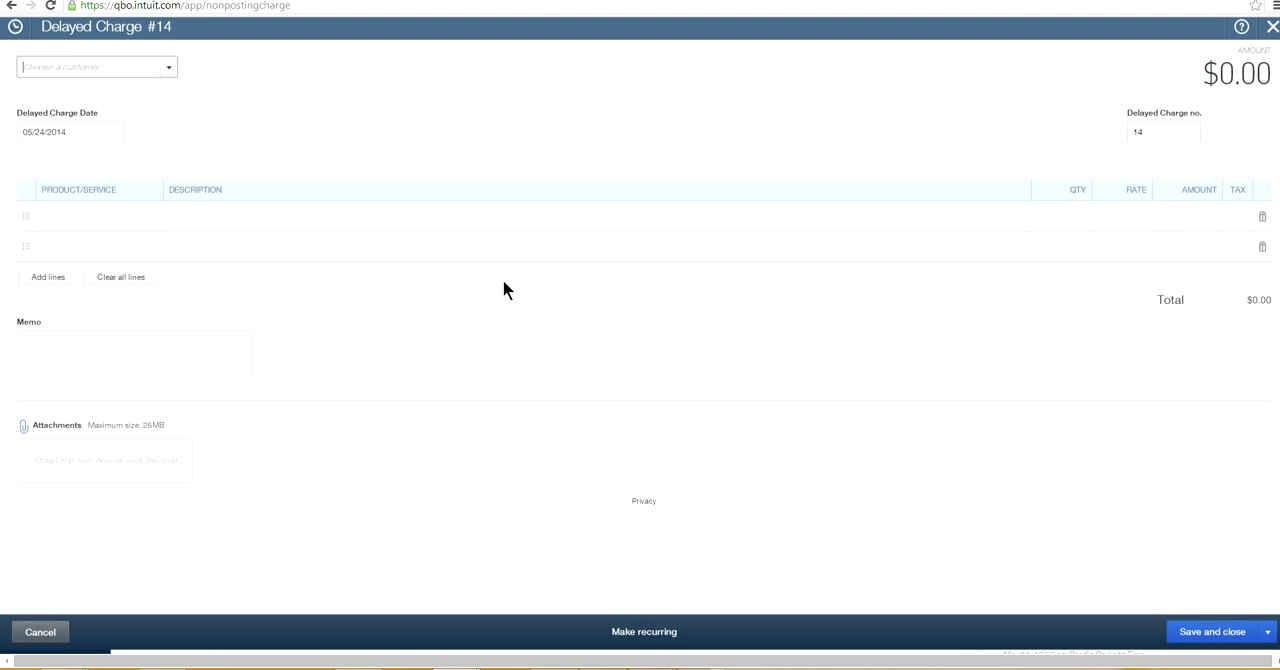 https://qbo.intuit.com/app/nonpostingcharge
Delayed Charge #14
AMOUNT
Choose a customer
$0.00
Delayed Charge Date
Delayed Charge no.
05/24/2014
14
PRODUCT/SERVICE DESCRIPTION QTY RATE AMOUNT TAX
Add lines Clear all lines
Total $0.00
Memo
Attachments Maximum size: 25MB
Drag/Drop files here or click the icon
Privacy
Cancel Make recurring Save and close